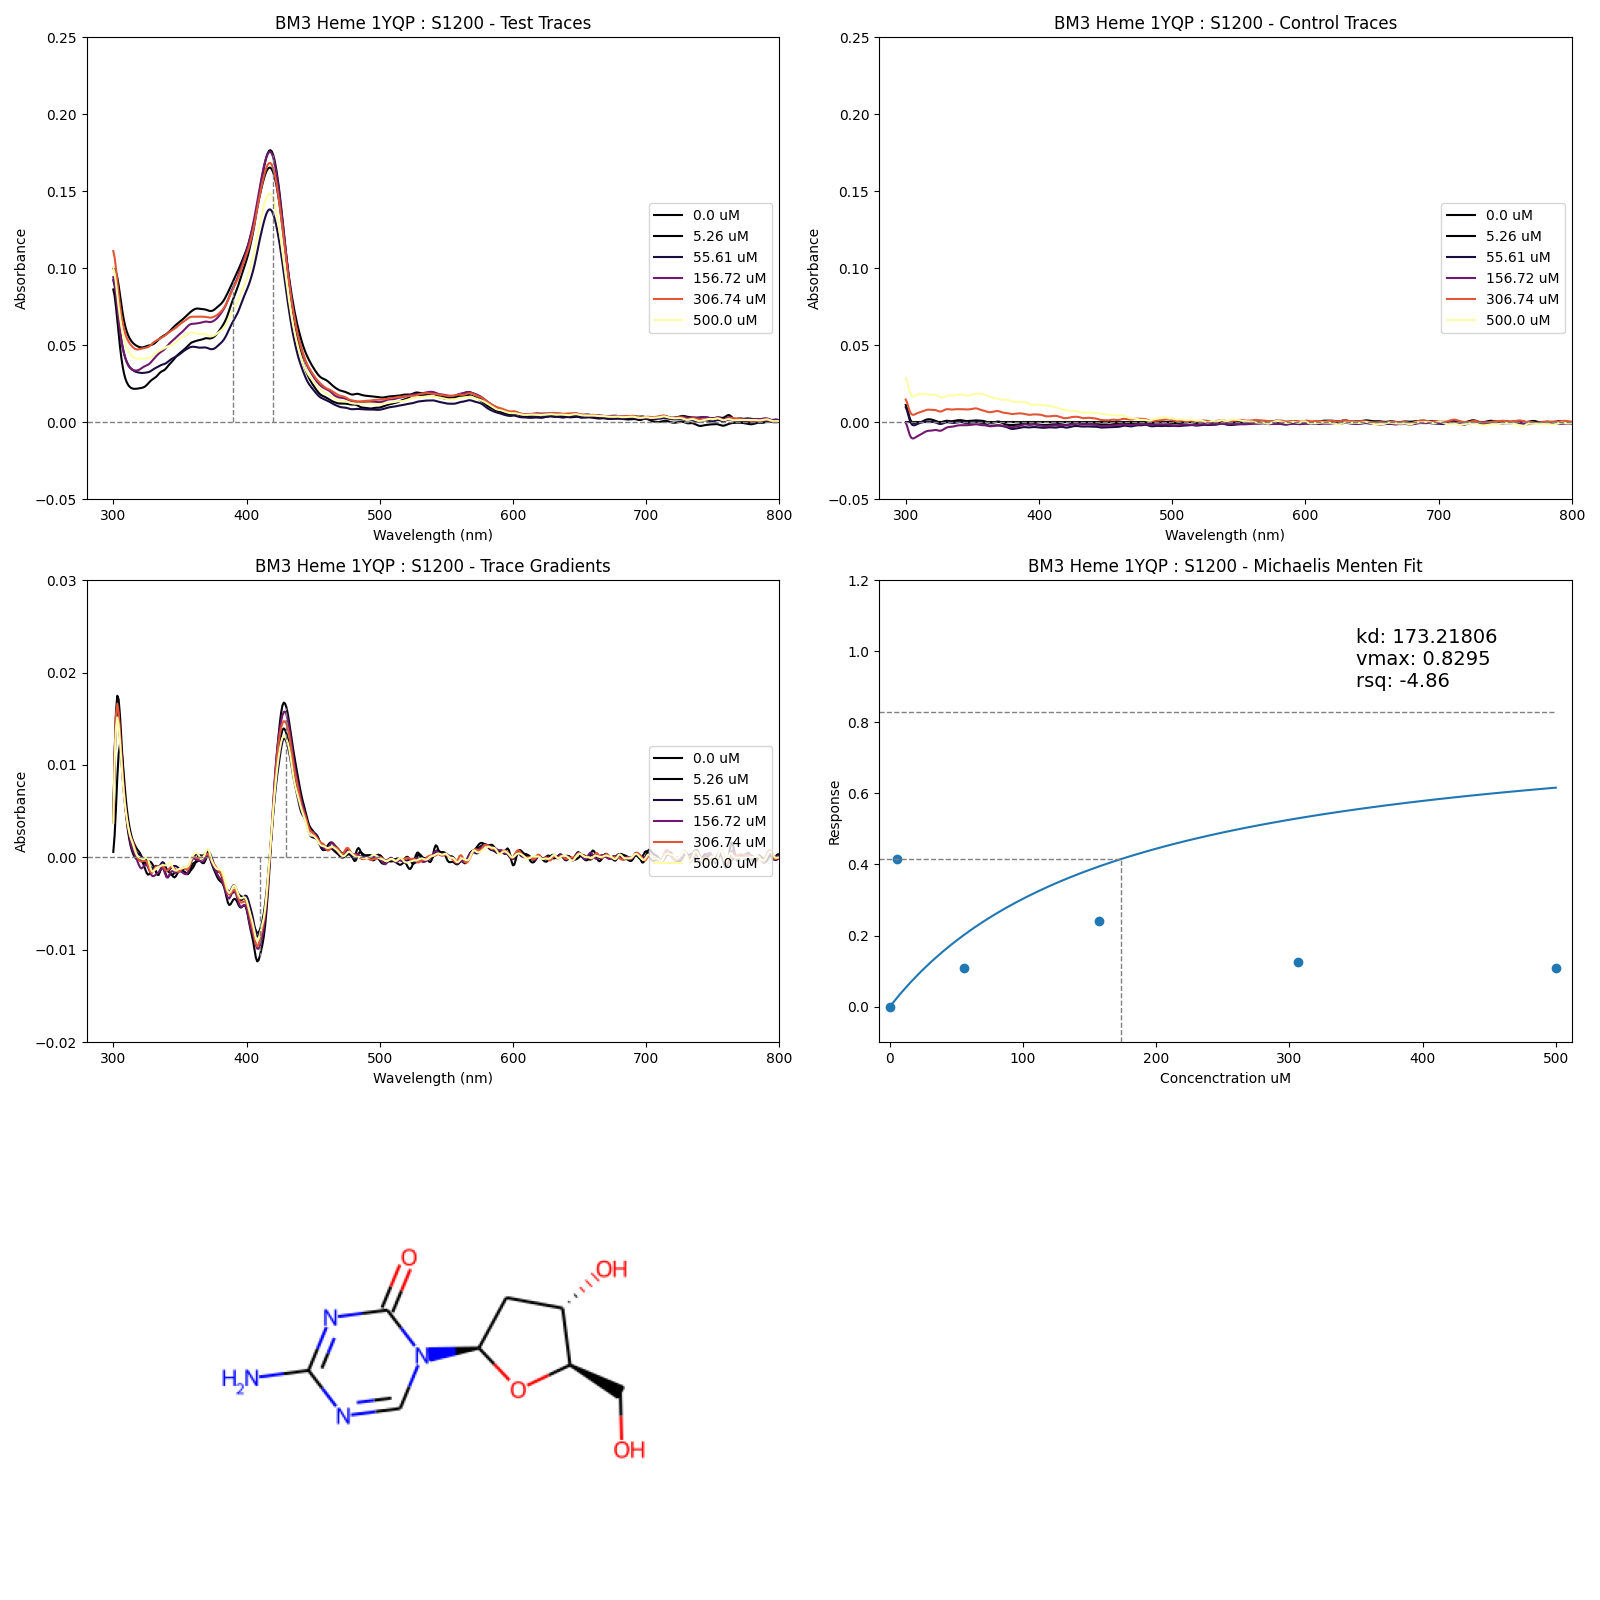 BM3 Heme 1YQP : S1200 - Test Traces
0.25
0.20
0.15
0.10
0.05
0.00
−0.05
Absorbance
300 400 500 600 700 800
Wavelength (nm)
0.0 uM
5.26 uM
55.61 uM
156.72 uM
306.74 uM
500.0 uM
BM3 Heme 1YQP : S1200 - Control Traces
0.25
0.20
0.15
0.10
0.05
0.00
−0.05
Absorbance
300 400 500 600 700 800
Wavelength (nm)
0.0 uM
5.26 uM
55.61 uM
156.72 uM
306.74 uM
500.0 uM
BM3 Heme 1YQP : S1200 - Trace Gradients
0.03
0.02
0.01
0.00
−0.01
−0.02
Absorbance
300 400 500 600 700 800
Wavelength (nm)
0.0 uM
5.26 uM
55.61 uM
156.72 uM
306.74 uM
500.0 uM
BM3 Heme 1YQP : S1200 - Michaelis Menten Fit
1.2
1.0
0.8
0.6
0.4
0.2
0.0
Response
kd: 173.21806
vmax: 0.8295
rsq: -4.86
0 100 200 300 400 500
Concenctration uM
O
OH
N
N
H2N
O
N
OH